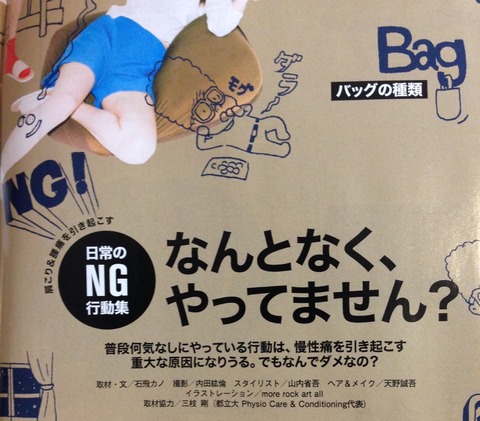 Bag
バッグの種類
ダラ〜
モゾ
NG!
肩こり&腰痛を引き起こす
日常の
NG
行動集
なんとなく、
やってません?
普段何気なしにやっている行動は、慢性痛を引き起こす
重大な原因になりうる。でもなんでダメなの?
取材・文/石飛カノ 撮影/内田紘倫 スタイリスト/山内省吾 ヘア&メイク/天野誠吾
イラストレーション/more rock art all
取材協力/三枝 剛(都立大 Physio Care & Conditioning代表)